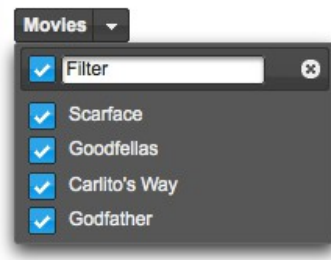 Movies
Filter
Scarface
Goodfellas
Carlito's Way
Godfather